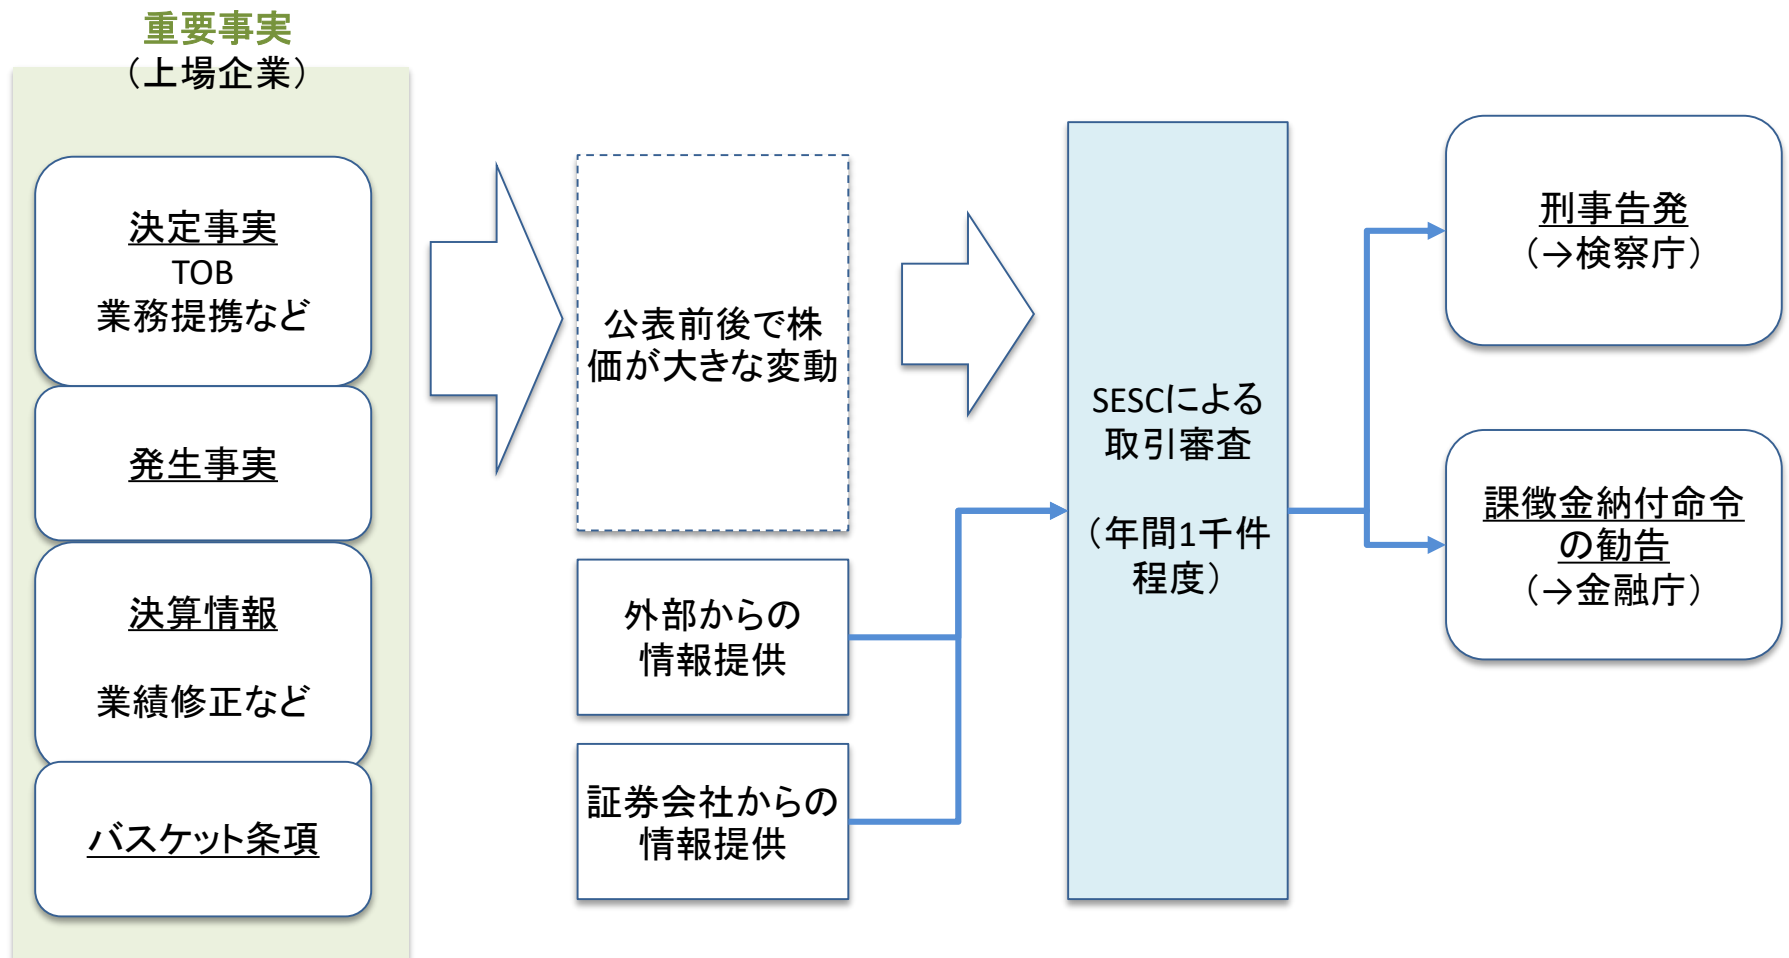 重要事実
（上場企業）
決定事実
TOB
業務提携など
発生事実
決算情報
業績修正など
バスケット条項
公表前後で株
価が大きな変動
外部からの
情報提供
証券会社からの
情報提供
SESCによる
取引審査
（年間1千件
程度）
刑事告発
（→検察庁）
課徴金納付命令
の勧告
（→金融庁）